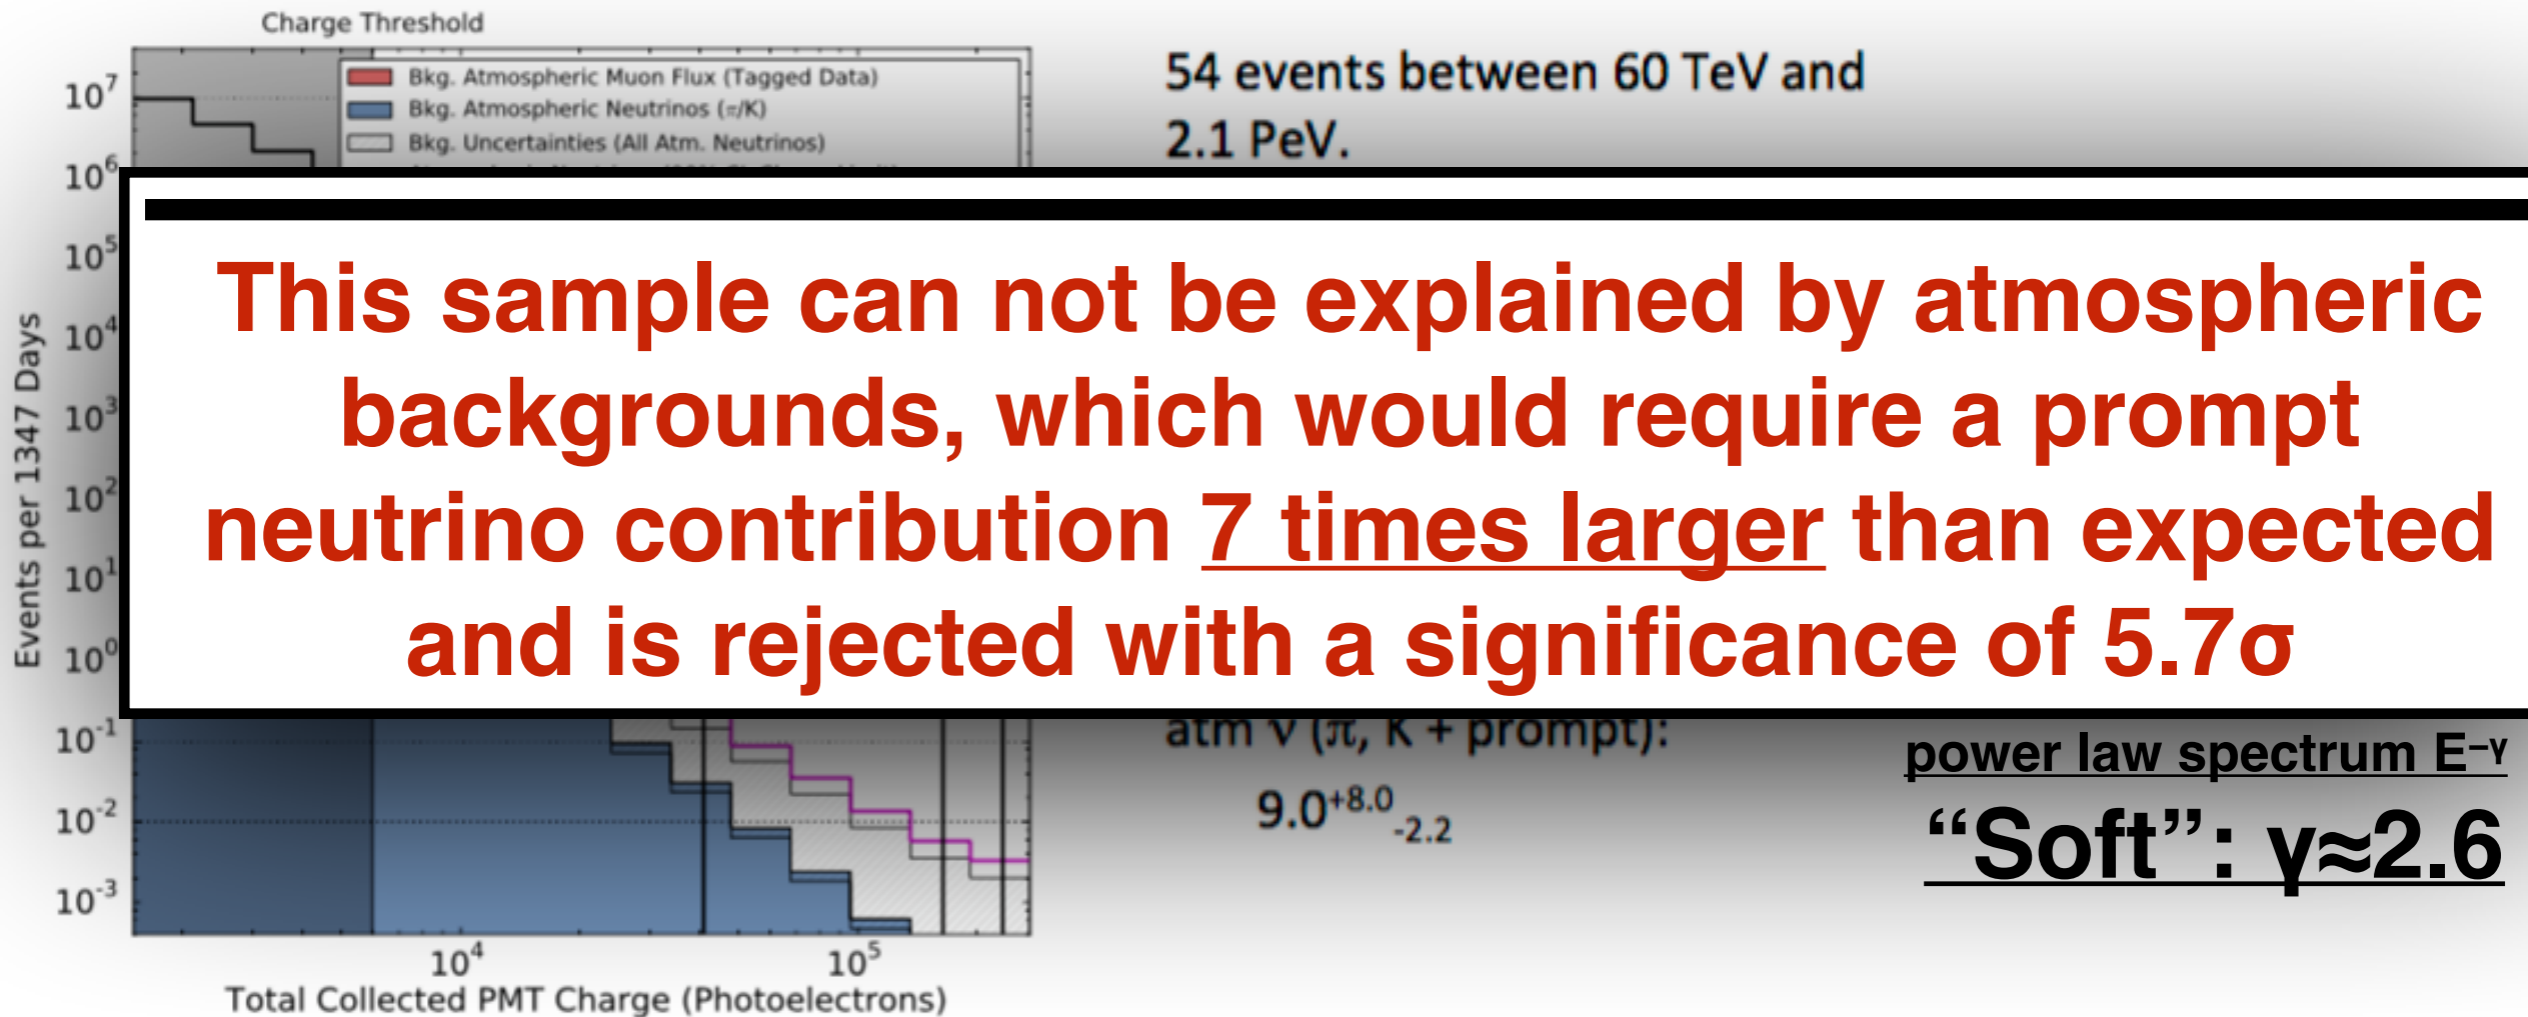 Charge Threshold
10⁷
10⁶
10⁵
10⁴
10³
10²
10¹
10⁰
10⁻¹
10⁻²
10⁻³
Events per 1347 Days
Bkg. Atmospheric Muon Flux (Tagged Data)
Bkg. Atmospheric Neutrinos (π/K)
Bkg. Uncertainties (All Atm. Neutrinos)
54 events between 60 TeV and
2.1 PeV.
This sample can not be explained by atmospheric
backgrounds, which would require a prompt
neutrino contribution 7 times larger than expected
and is rejected with a significance of 5.7σ
atm ν (π, K + prompt):
9.0⁺⁸·⁰₋₂.₂
power law spectrum E⁻ᵞ
“Soft”: γ≈2.6
10⁴
10⁵
Total Collected PMT Charge (Photoelectrons)